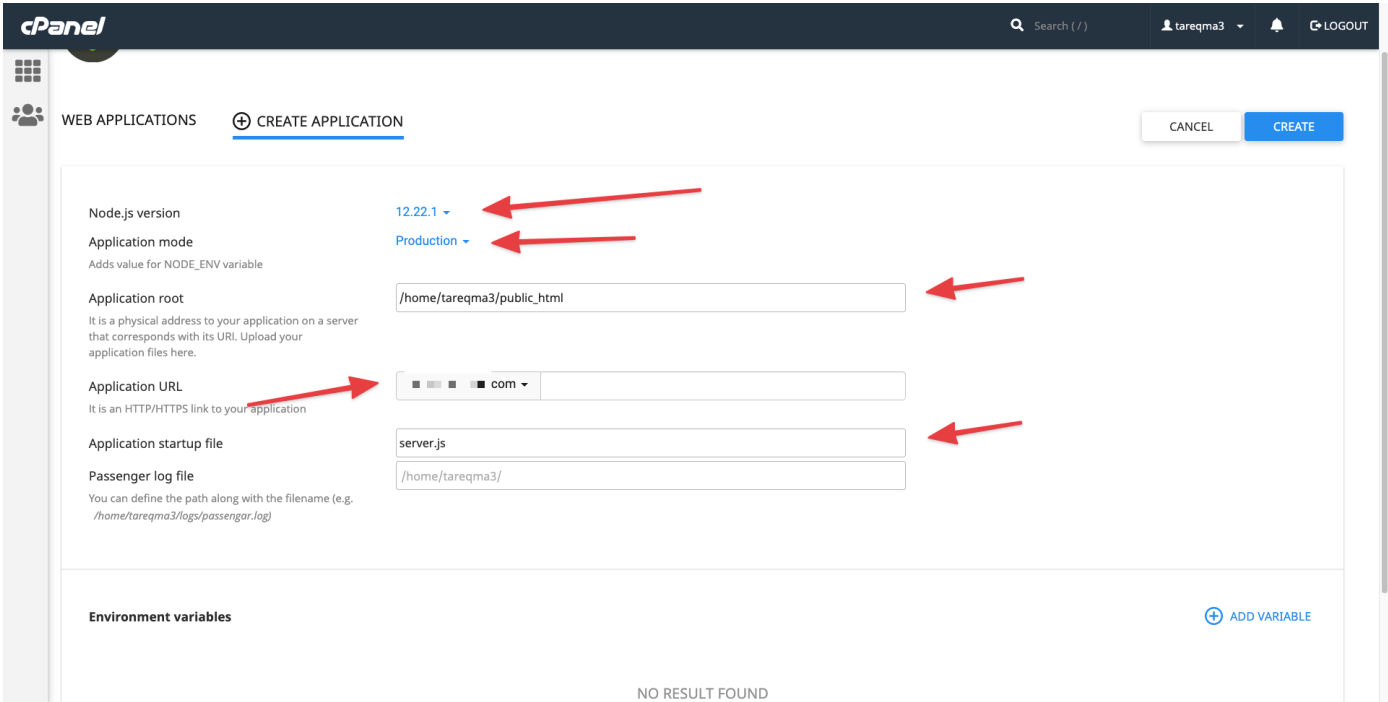 cPanel
Search ( / )
tareqma3
LOGOUT
WEB APPLICATIONS
CREATE APPLICATION
CANCEL
CREATE
Node.js version
12.22.1
Application mode
Production
Adds value for NODE_ENV variable
Application root
/home/tareqma3/public_html
It is a physical address to your application on a server
that corresponds with its URI. Upload your
application files here.
Application URL
com
It is an HTTP/HTTPS link to your application
Application startup file
server.js
Passenger log file
/home/tareqma3/
You can define the path along with the filename (e.g.
/home/tareqma3/logs/passengar.log)
Environment variables
ADD VARIABLE
NO RESULT FOUND